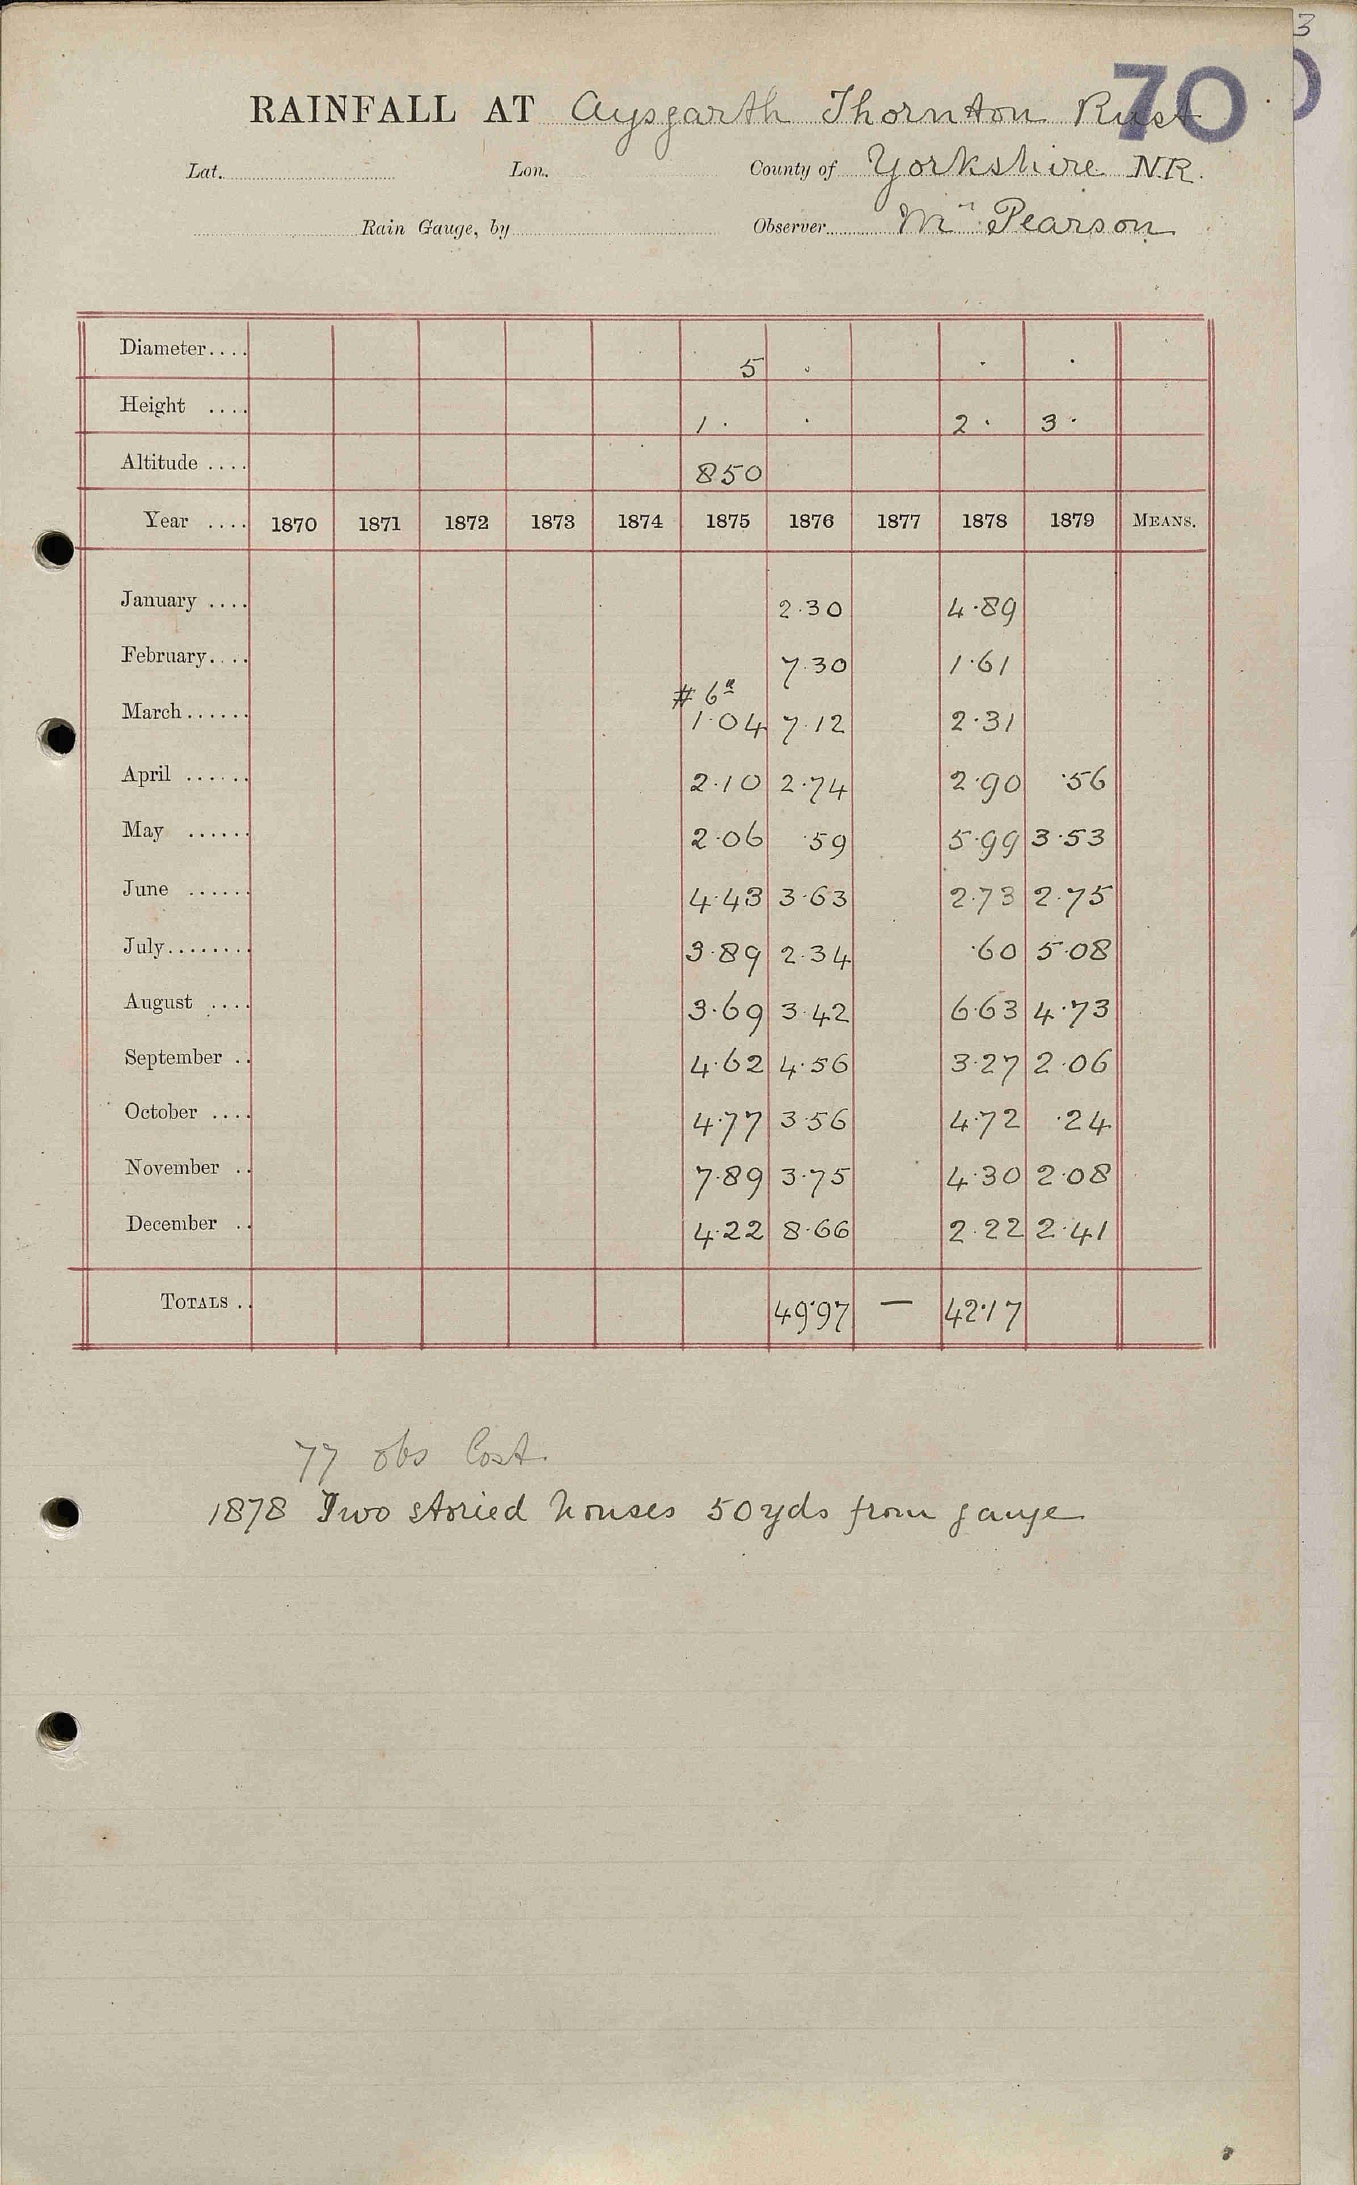 3
70
RAINFALL AT Aysgarth Thornton Rust
Lat. Lon. County of Yorkshire N.R.
Rain Gauge, by Observer Mr Pearson
Diameter.... 5 . . .
Height .... 1 . . 2 . 3 .
Altitude .... 850
Year .... 1870 1871 1872 1873 1874 1875 1876 1877 1878 1879 MEANS.
January .... 2.30 4.89
February.... 7.30 1.61
# 6"
March...... 1.04 7.12 2.31
April ...... 2.10 2.74 2.90 .56
May ...... 2.06 .59 5.99 3.53
June ...... 4.43 3.63 2.73 2.75
July........ 3.89 2.34 .60 5.08
August .... 3.69 3.42 6.63 4.73
September .. 4.62 4.56 3.27 2.06
October .... 4.77 3.56 4.72 .24
November .. 7.89 3.75 4.30 2.08
December .. 4.22 8.66 2.22 2.41
TOTALS .. 49.97 — 42.17
77 obs lost.
1878 Two storied houses 50yds from gauge